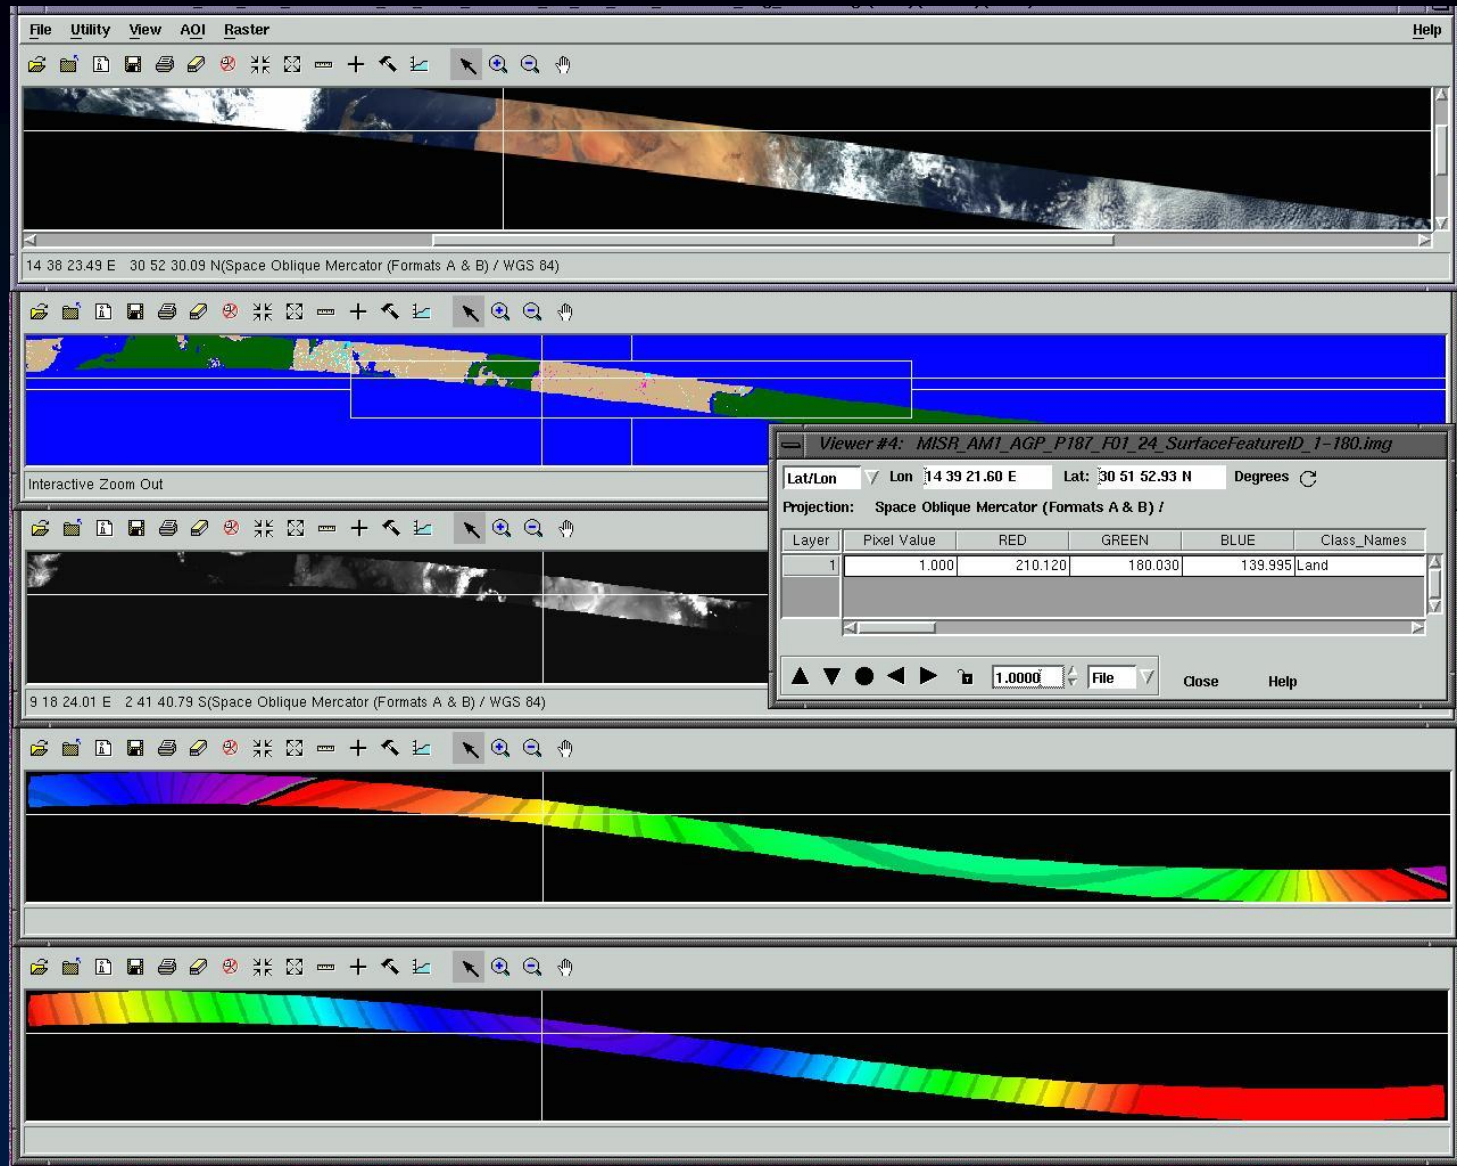 File Utility View AOI Raster Help
14 38 23.49 E 30 52 30.09 N(Space Oblique Mercator (Formats A & B) / WGS 84)
Interactive Zoom Out
Viewer #4: MISR_AM1_AGP_P187_F01_24_SurfaceFeatureID_1-180.img
Lat/Lon Lon 14 39 21.60 E Lat: 30 51 52.93 N Degrees
Projection: Space Oblique Mercator (Formats A & B) /
Layer Pixel Value RED GREEN BLUE Class_Names
1 1.000 210.120 180.030 139.995 Land
1.0000 File Close Help
9 18 24.01 E 2 41 40.79 S(Space Oblique Mercator (Formats A & B) / WGS 84)